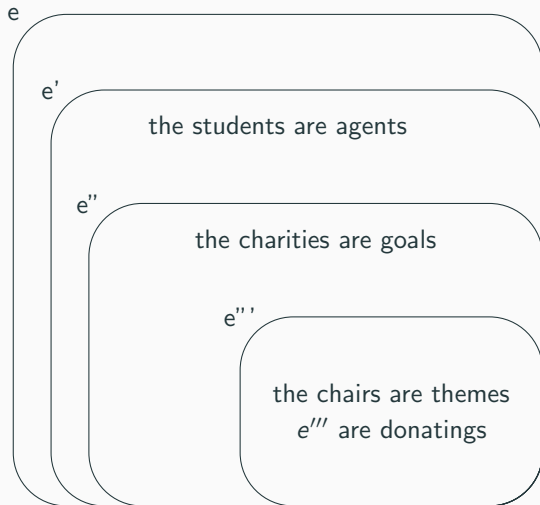 e
e'
the students are agents
e"
the charities are goals
e"'
the chairs are themes
e‴ are donatings